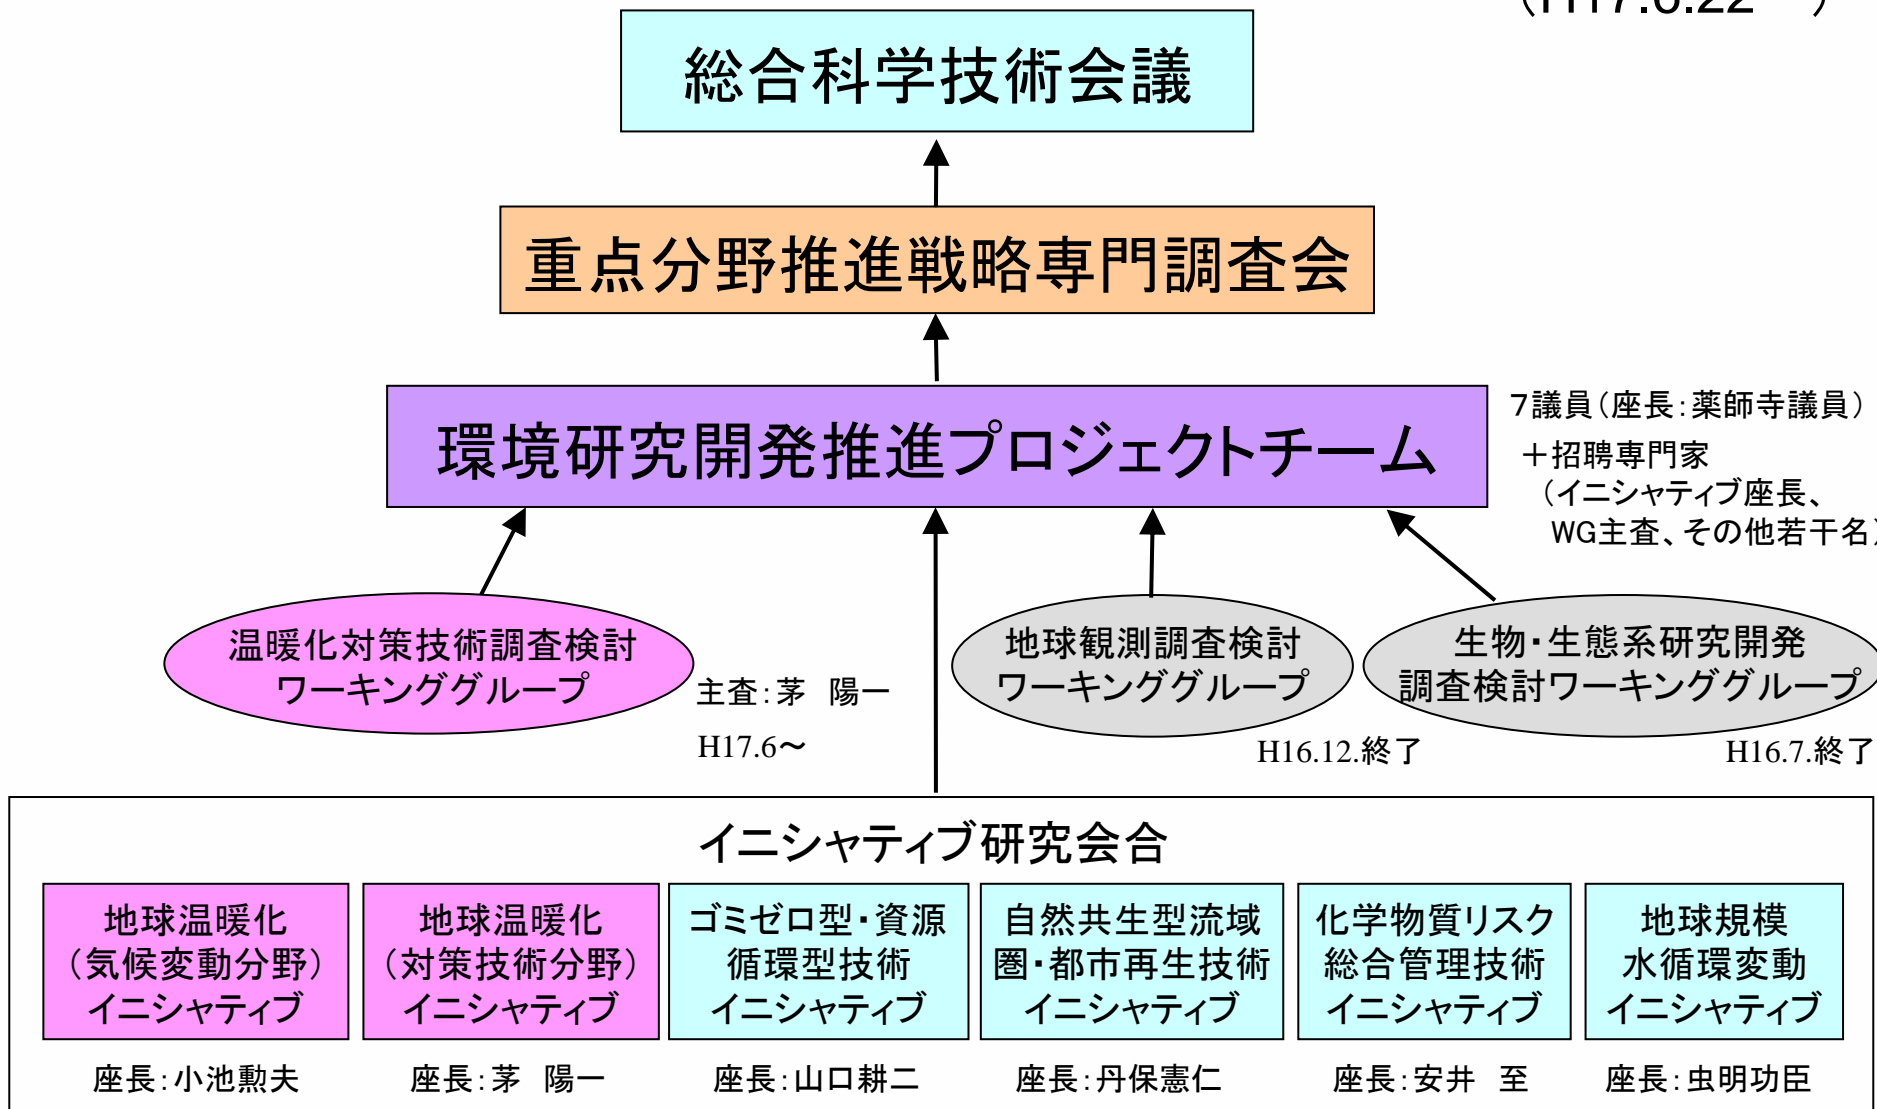 (H17.6.22　)
総合科学技術会議
重点分野推進戦略専門調査会
環境研究開発推進プロジェクトチーム
7議員(座長:薬師寺議員)
+招聘専門家
(イニシャティブ座長、
WG主査、その他若干名)
温暖化対策技術調査検討
ワーキンググループ
主査:茅　陽一
H17.6～
地球観測調査検討
ワーキンググループ
H16.12.終了
生物・生態系研究開発
調査検討ワーキンググループ
H16.7.終了
イニシャティブ研究会合
地球温暖化
(気候変動分野)
イニシャティブ
座長:小池勲夫
地球温暖化
(対策技術分野)
イニシャティブ
座長:茅　陽一
ゴミゼロ型・資源
循環型技術
イニシャティブ
座長:山口耕二
自然共生型流域
圏・都市再生技術
イニシャティブ
座長:丹保憲仁
化学物質リスク
総合管理技術
イニシャティブ
座長:安井　至
地球規模
水循環変動
イニシャティブ
座長:虫明功臣